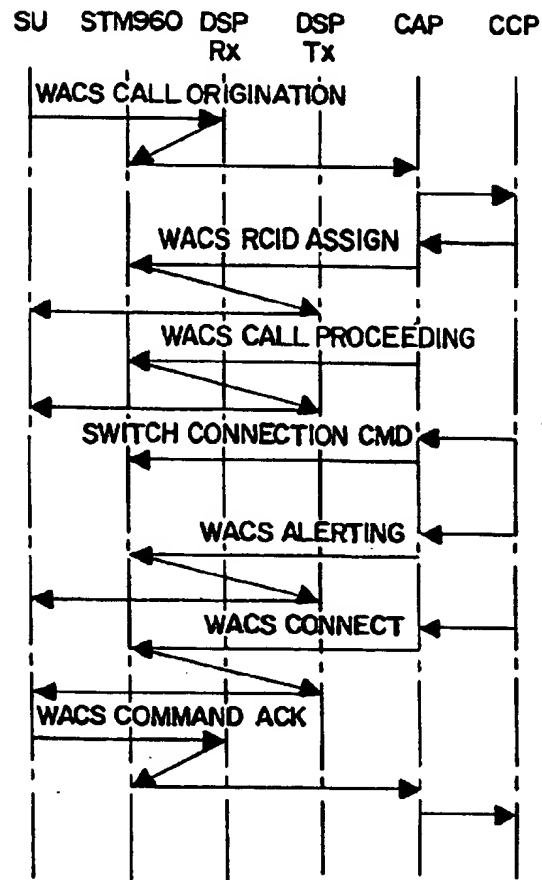 SU STM960 DSP Rx DSP Tx CAP CCP
WACS CALL ORIGINATION
WACS RCID ASSIGN
WACS CALL PROCEEDING
SWITCH CONNECTION CMD
WACS ALERTING
WACS CONNECT
WACS COMMAND ACK